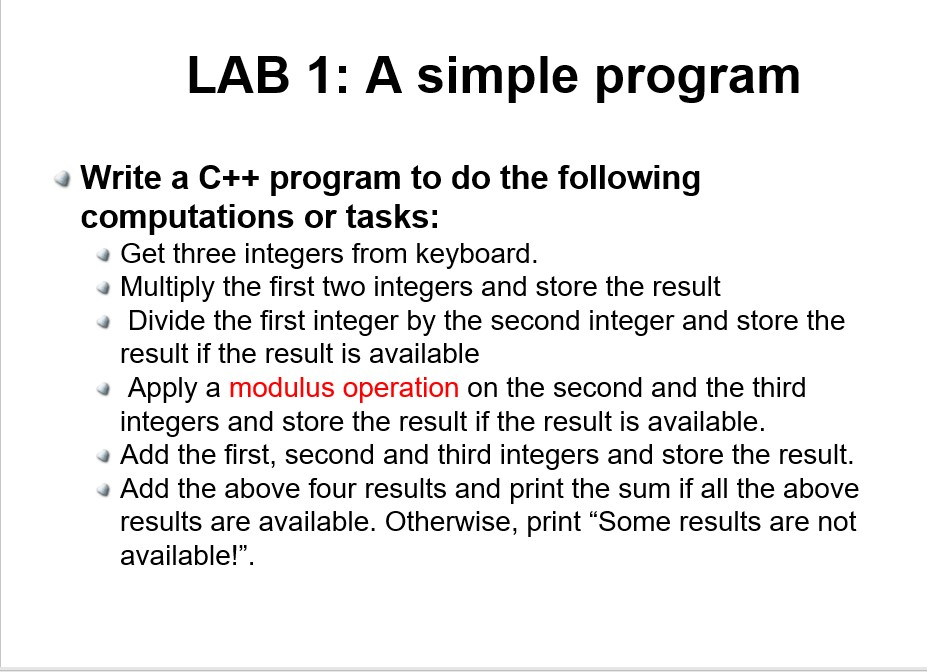 LAB 1: A simple program
Write a C++ program to do the following
computations or tasks:
Get three integers from keyboard.
Multiply the first two integers and store the result
Divide the first integer by the second integer and store the
result if the result is available
Apply a modulus operation on the second and the third
integers and store the result if the result is available.
Add the first, second and third integers and store the result.
Add the above four results and print the sum if all the above
results are available. Otherwise, print “Some results are not
available!”.